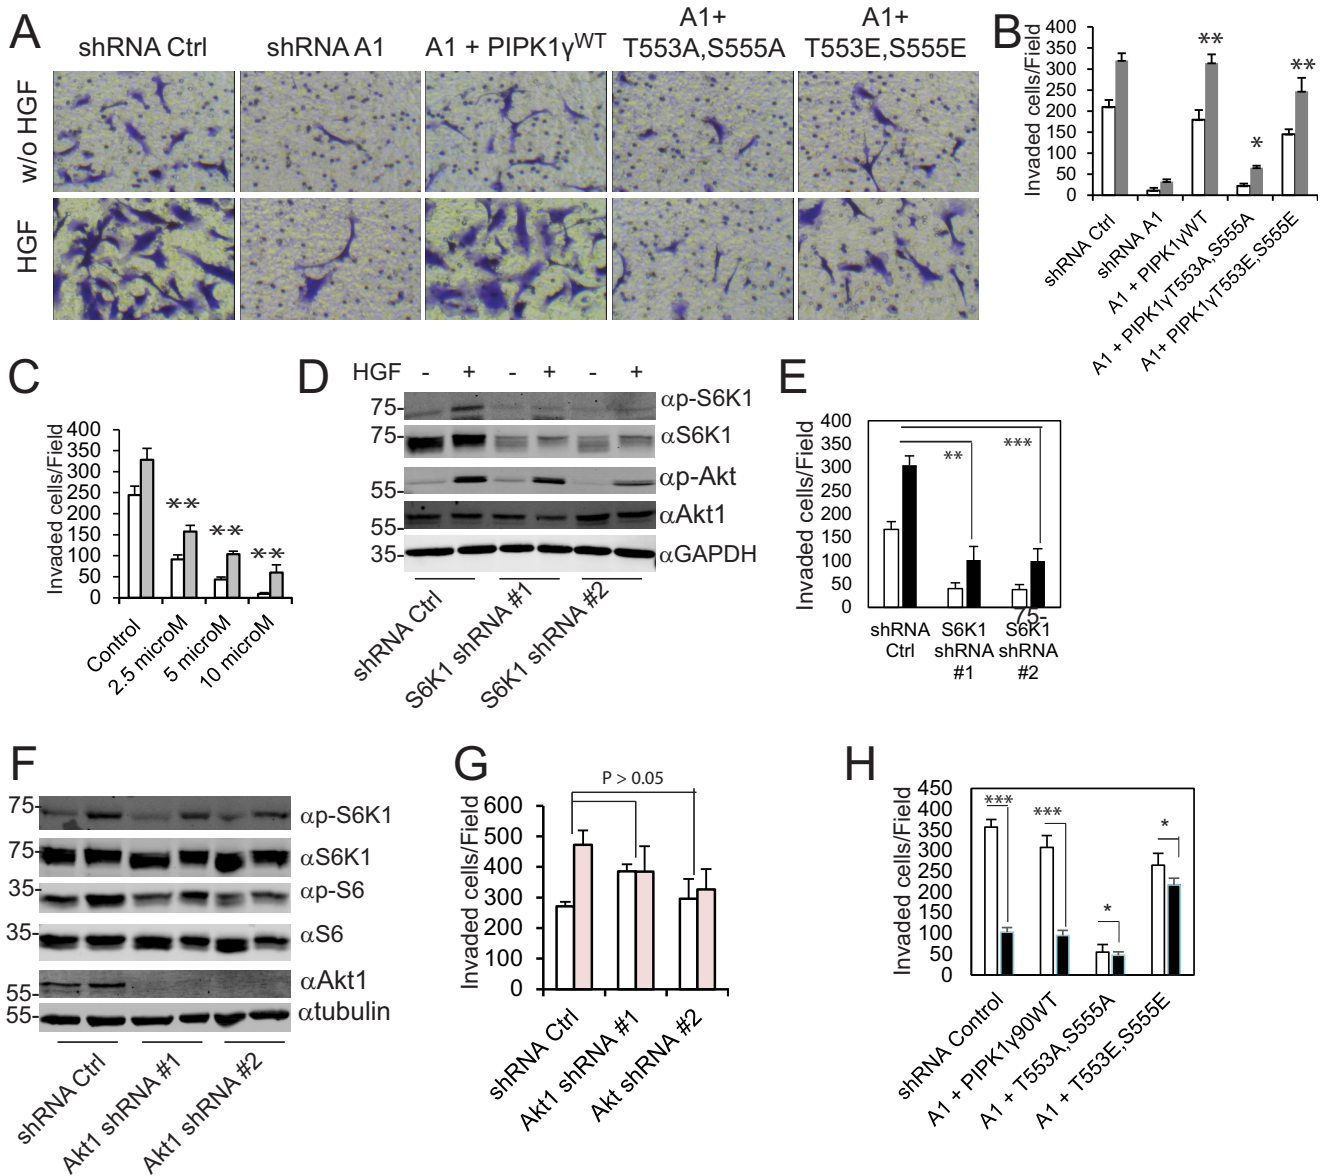 A
shRNA Ctrl
shRNA A1
A1 + PIPK1γWT
A1+
T553A,S555A
A1+
T553E,S555E
w/o HGF
HGF
B
Invaded cells/Field
400
350
300
250
200
150
100
50
0
**
*
**
shRNA Ctrl
shRNA A1
A1 + PIPK1γWT
A1 + PIPK1γT553A,S555A
A1+ PIPK1γT553E,S555E
C
Invaded cells/Field
400
350
300
250
200
150
100
50
0
**
**
**
Control
2.5 microM
5 microM
10 microM
D
HGF - + - + - +
75- αp-S6K1
75- αS6K1
55- αp-Akt
55- αAkt1
35- αGAPDH
shRNA Ctrl
S6K1 shRNA #1
S6K1 shRNA #2
E
Invaded cells/Field
400
350
300
250
200
150
100
50
0
**
***
75-
shRNA
Ctrl
S6K1
shRNA
#1
S6K1
shRNA
#2
F
75- αp-S6K1
75- αS6K1
35- αp-S6
35- αS6
55- αAkt1
55- αtubulin
shRNA Ctrl
Akt1 shRNA #1
Akt1 shRNA #2
G
P > 0.05
Invaded cells/Field
600
500
400
300
200
100
0
shRNA Ctrl
Akt1 shRNA #1
Akt shRNA #2
H
Invaded cells/Field
450
400
350
300
250
200
150
100
50
0
***
***
*
*
shRNA Control
A1 + PIPK1γ90WT
A1 + T553A,S555A
A1 + T553E,S555E